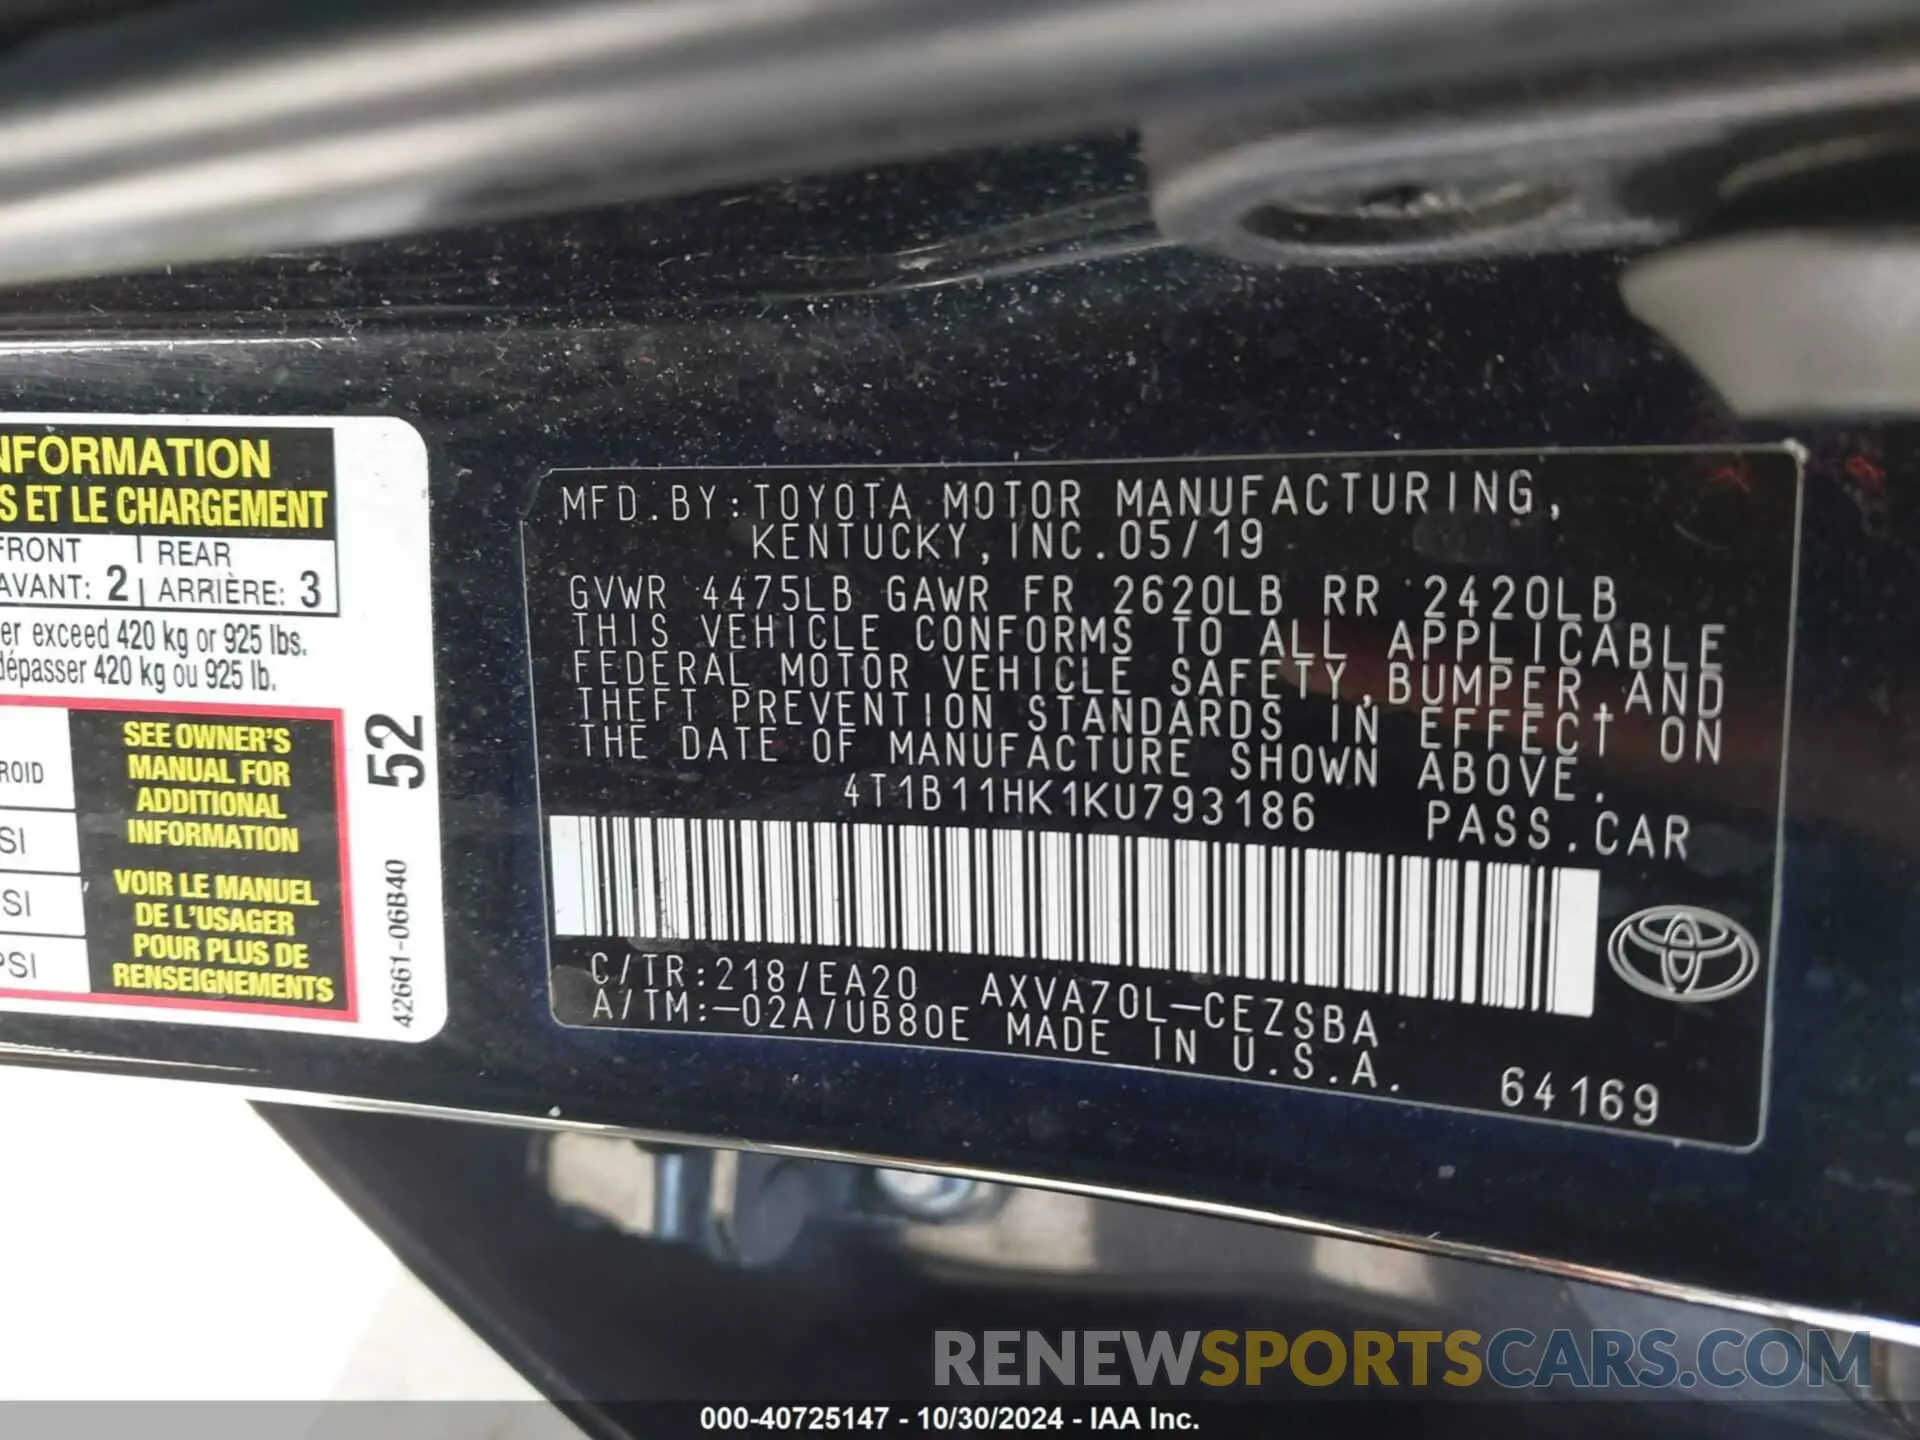 NFORMATION
S ET LE CHARGEMENT
FRONT REAR
AVANT: 2 ARRIÈRE: 3
er exceed 420 kg or 925 lbs.
dépasser 420 kg ou 925 lb.
ROID
SI
SI
PSI
SEE OWNER'S
MANUAL FOR
ADDITIONAL
INFORMATION
VOIR LE MANUEL
DE L'USAGER
POUR PLUS DE
RENSEIGNEMENTS
52
42661-06B40
MFD.BY:TOYOTA MOTOR MANUFACTURING,
KENTUCKY,INC.05/19
GVWR 4475LB GAWR FR 2620LB RR 2420LB
THIS VEHICLE CONFORMS TO ALL APPLICABLE
FEDERAL MOTOR VEHICLE SAFETY,BUMPER,AND
THEFT PREVENTION STANDARDS IN EFFECT ON
THE DATE OF MANUFACTURE SHOWN ABOVE.
4T1B11HK1KU793186 PASS.CAR
C/TR:218/EA20 AXVA70L-CEZSBA
A/TM:-02A/UB80E MADE IN U.S.A.
64169
RENEWSPORTSCARS.COM
000-40725147 - 10/30/2024 - IAA Inc.